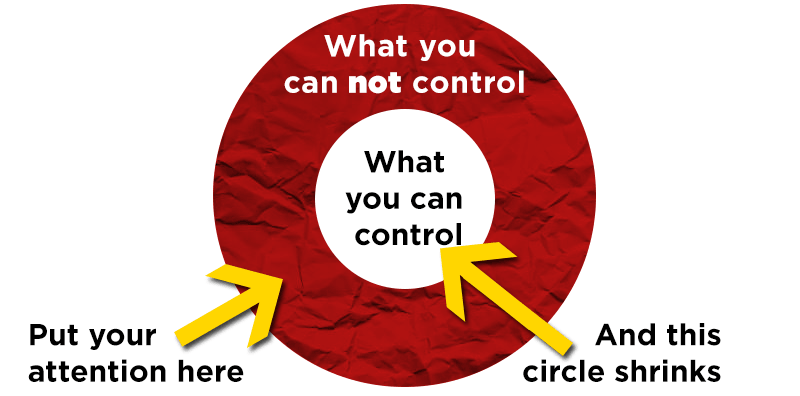 What you
can not control
What
you can
control
Put your
attention here
And this
circle shrinks